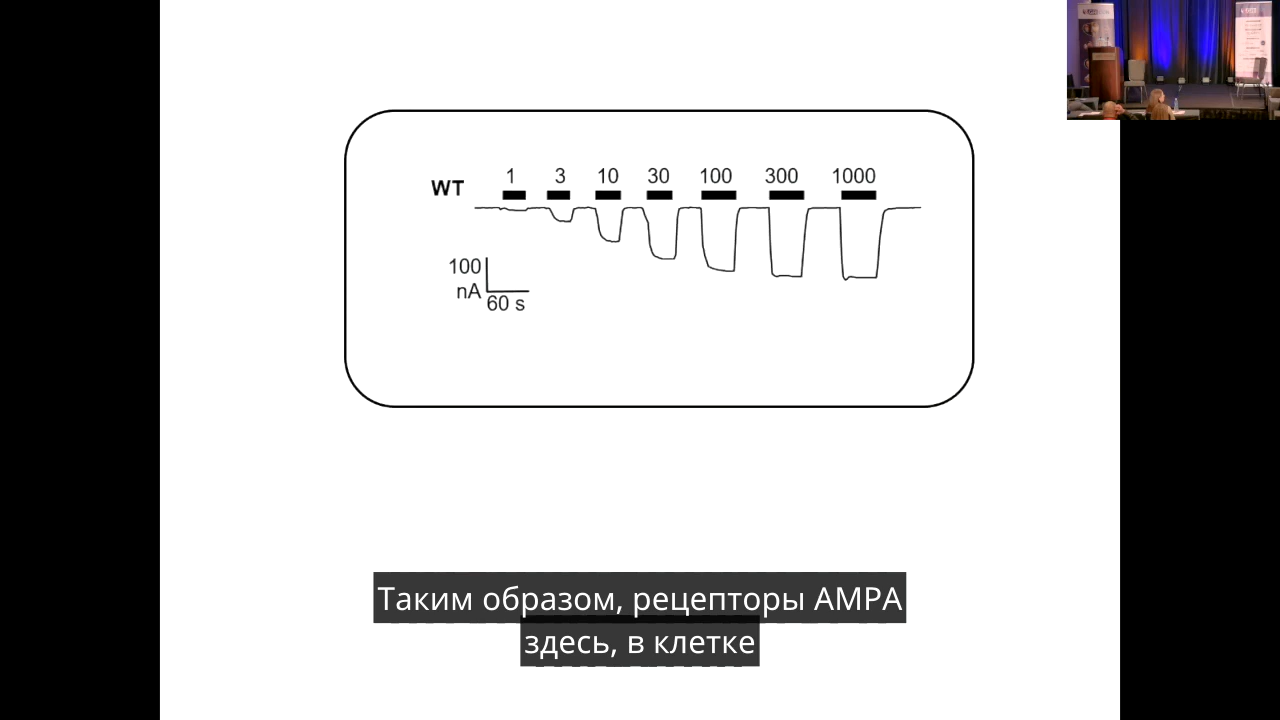 WT 1 3 10 30 100 300 1000
100
nA
60 s
Таким образом, рецепторы AMPA
здесь, в клетке